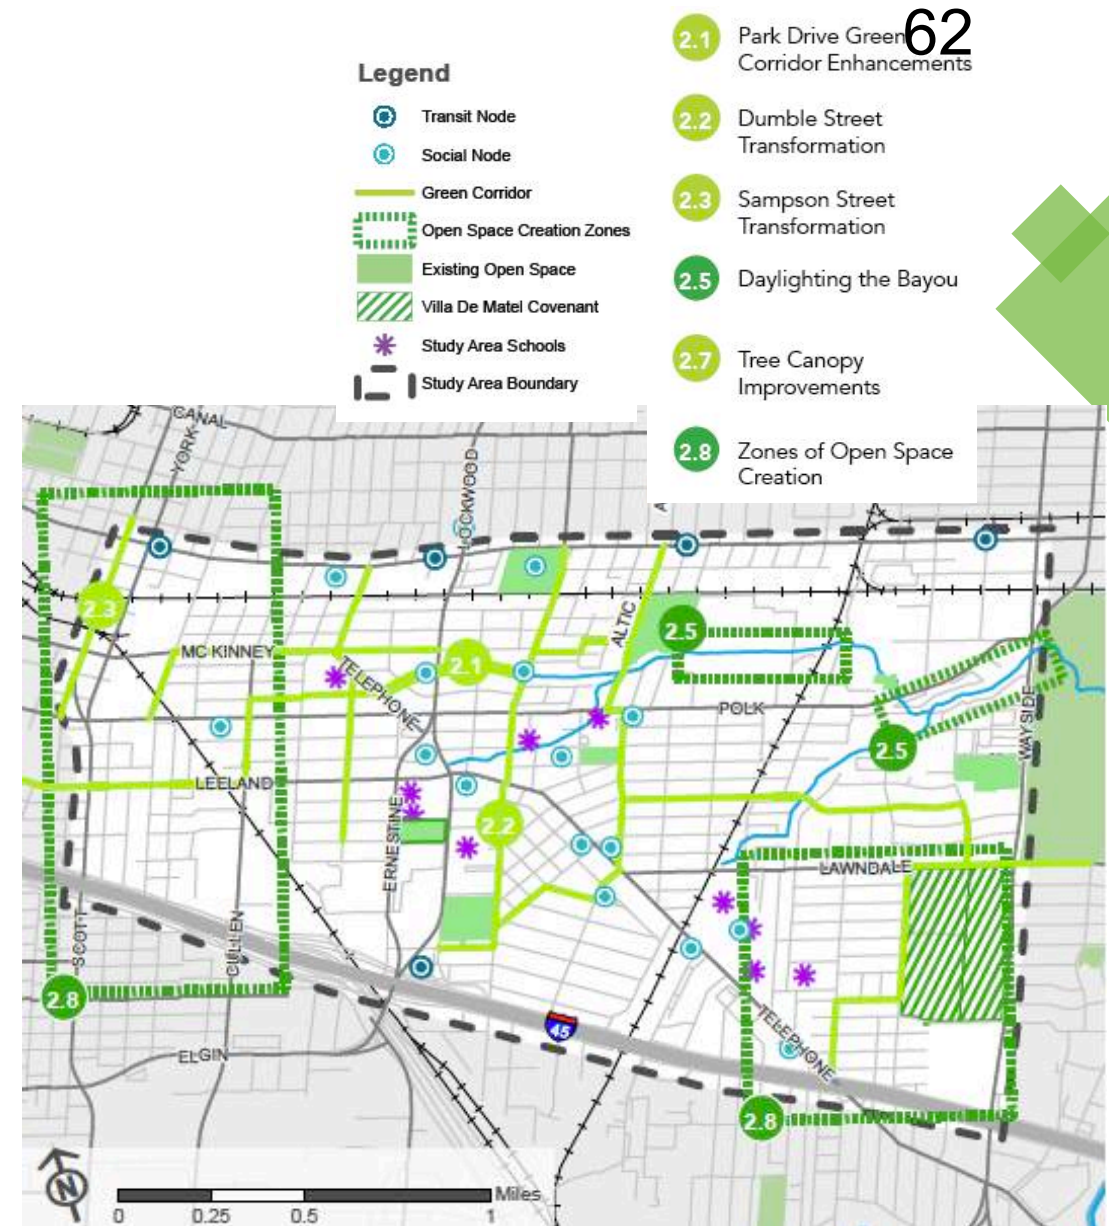 62
Legend
Transit Node
Social Node
Green Corridor
Open Space Creation Zones
Existing Open Space
Villa De Matel Covenant
Study Area Schools
Study Area Boundary
2.1 Park Drive Green
Corridor Enhancements
2.2 Dumble Street
Transformation
2.3 Sampson Street
Transformation
2.5 Daylighting the Bayou
2.7 Tree Canopy
Improvements
2.8 Zones of Open Space
Creation
CANAL
YORK
LOCKWOOD
2.3
ALTIC
2.5
MC KINNEY
2.1
TELEPHONE
POLK
WAYSIDE
2.5
LEELAND
ERNESTINE
2.2
LAWNDALE
SCOTT
CULLEN
2.8
45
TELEPHONE
ELGIN
2.8
N
Miles
0 0.25 0.5 1